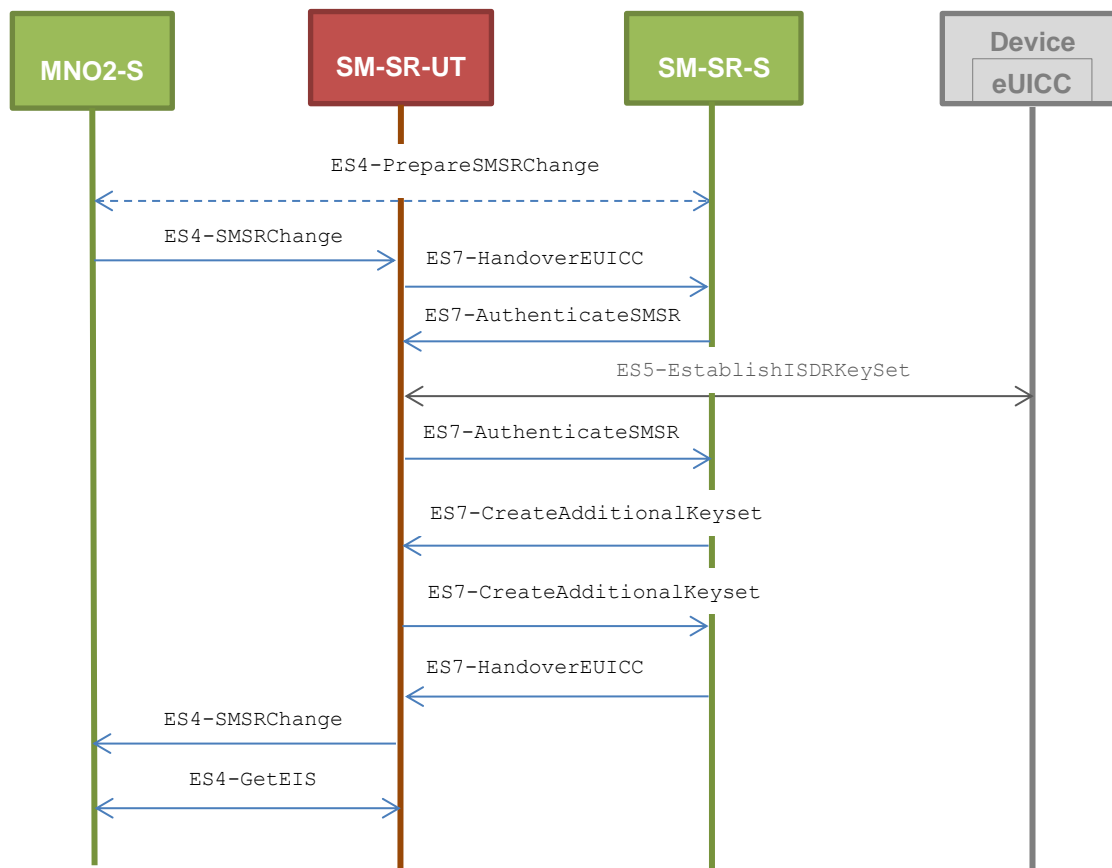 MNO2-S
SM-SR-UT
SM-SR-S
Device
eUICC
ES4-PrepareSMSRChange
ES4-SMSRChange
ES7-HandoverEUICC
ES7-AuthenticateSMSR
ES5-EstablishISDRKeySet
ES7-AuthenticateSMSR
ES7-CreateAdditionalKeyset
ES7-CreateAdditionalKeyset
ES7-HandoverEUICC
ES4-SMSRChange
ES4-GetEIS